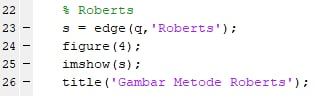 22 % Roberts
23 – s = edge(q,'Roberts');
24 – figure(4);
25 – imshow(s);
26 – title('Gambar Metode Roberts');